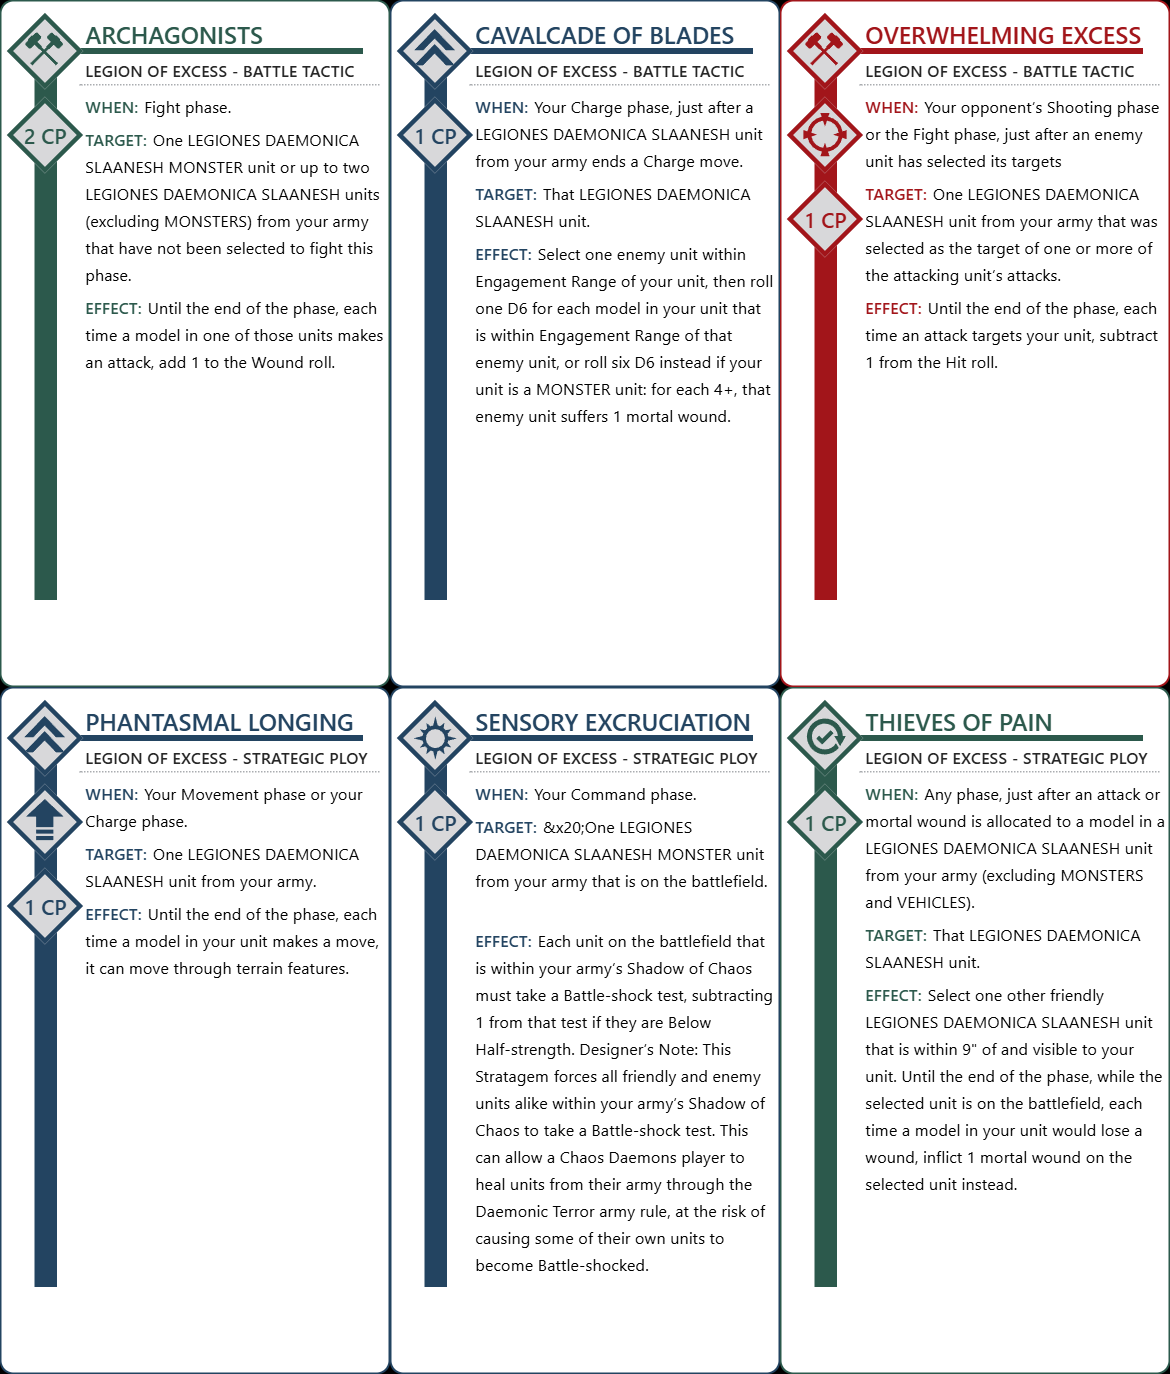 ARCHAGONISTS
LEGION OF EXCESS - BATTLE TACTIC
2 CP
WHEN: Fight phase.
TARGET: One LEGIONES DAEMONICA
SLAANESH MONSTER unit or up to two
LEGIONES DAEMONICA SLAANESH units
(excluding MONSTERS) from your army
that have not been selected to fight this
phase.
EFFECT: Until the end of the phase, each
time a model in one of those units makes
an attack, add 1 to the Wound roll.
CAVALCADE OF BLADES
LEGION OF EXCESS - BATTLE TACTIC
1 CP
WHEN: Your Charge phase, just after a
LEGIONES DAEMONICA SLAANESH unit
from your army ends a Charge move.
TARGET: That LEGIONES DAEMONICA
SLAANESH unit.
EFFECT: Select one enemy unit within
Engagement Range of your unit, then roll
one D6 for each model in your unit that
is within Engagement Range of that
enemy unit, or roll six D6 instead if your
unit is a MONSTER unit: for each 4+, that
enemy unit suffers 1 mortal wound.
OVERWHELMING EXCESS
LEGION OF EXCESS - BATTLE TACTIC
1 CP
WHEN: Your opponent's Shooting phase
or the Fight phase, just after an enemy
unit has selected its targets
TARGET: One LEGIONES DAEMONICA
SLAANESH unit from your army that was
selected as the target of one or more of
the attacking unit's attacks.
EFFECT: Until the end of the phase, each
time an attack targets your unit, subtract
1 from the Hit roll.
PHANTASMAL LONGING
LEGION OF EXCESS - STRATEGIC PLOY
1 CP
WHEN: Your Movement phase or your
Charge phase.
TARGET: One LEGIONES DAEMONICA
SLAANESH unit from your army.
EFFECT: Until the end of the phase, each
time a model in your unit makes a move,
it can move through terrain features.
SENSORY EXCRUCIATION
LEGION OF EXCESS - STRATEGIC PLOY
1 CP
WHEN: Your Command phase.
TARGET: &x20;One LEGIONES
DAEMONICA SLAANESH MONSTER unit
from your army that is on the battlefield.
EFFECT: Each unit on the battlefield that
is within your army's Shadow of Chaos
must take a Battle-shock test, subtracting
1 from that test if they are Below
Half-strength. Designer's Note: This
Stratagem forces all friendly and enemy
units alike within your army's Shadow of
Chaos to take a Battle-shock test. This
can allow a Chaos Daemons player to
heal units from their army through the
Daemonic Terror army rule, at the risk of
causing some of their own units to
become Battle-shocked.
THIEVES OF PAIN
LEGION OF EXCESS - STRATEGIC PLOY
1 CP
WHEN: Any phase, just after an attack or
mortal wound is allocated to a model in a
LEGIONES DAEMONICA SLAANESH unit
from your army (excluding MONSTERS
and VEHICLES).
TARGET: That LEGIONES DAEMONICA
SLAANESH unit.
EFFECT: Select one other friendly
LEGIONES DAEMONICA SLAANESH unit
that is within 9" of and visible to your
unit. Until the end of the phase, while the
selected unit is on the battlefield, each
time a model in your unit would lose a
wound, inflict 1 mortal wound on the
selected unit instead.